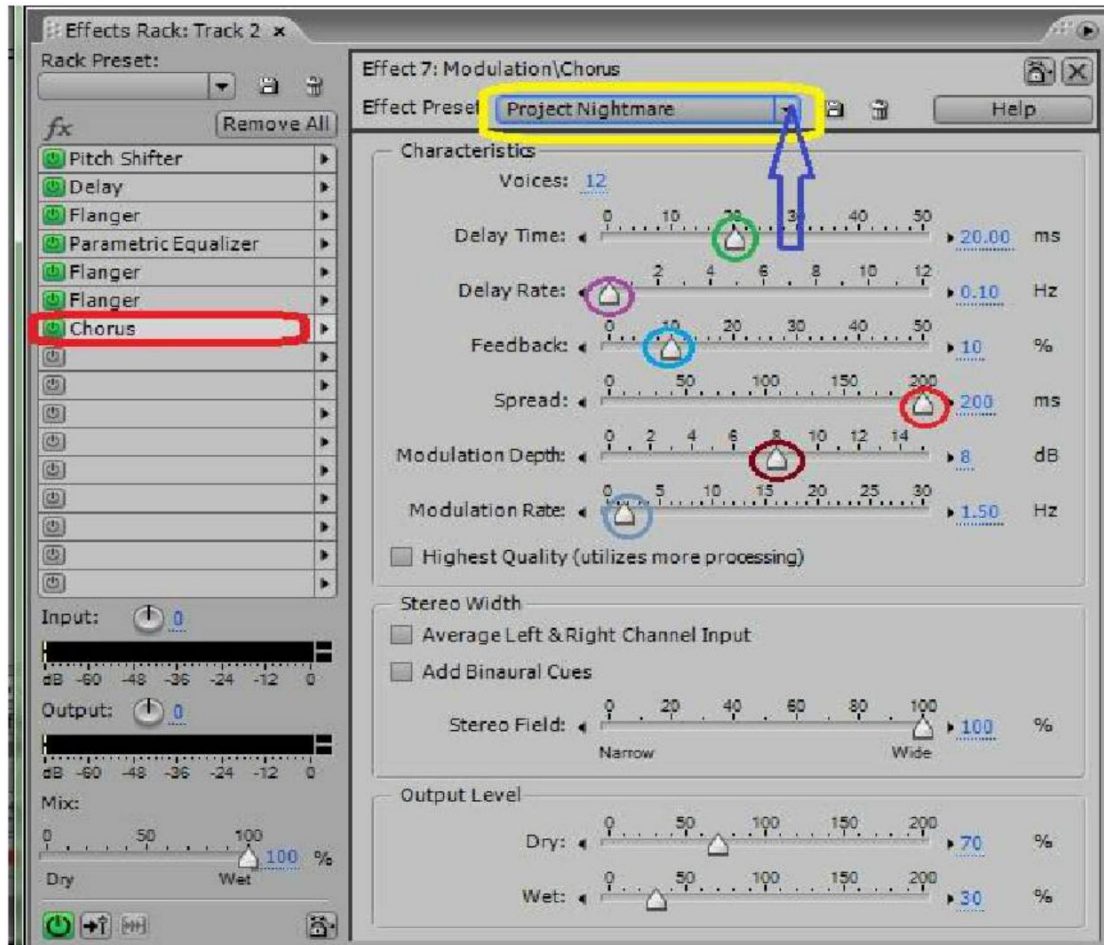 Effects Rack: Track 2 ×
Rack Preset:
fx Remove All
Pitch Shifter
Delay
Flanger
Parametric Equalizer
Flanger
Flanger
Chorus
Input: 0
dB -60 -48 -36 -24 -12 0
Output: 0
dB -60 -48 -36 -24 -12 0
Mix:
0 50 100
100 %
Dry Wet
Effect 7: Modulation\Chorus
Effect Preset Project Nightmare Help
Characteristics
Voices: 12
0 10 20 30 40 50
Delay Time: 20.00 ms
2 4 6 8 10 12
Delay Rate: 0.10 Hz
0 10 20 30 40 50
Feedback: 10 %
0 50 100 150 200
Spread: 200 ms
0 2 4 6 8 10 12 14
Modulation Depth: 8 dB
0 5 10 15 20 25 30
Modulation Rate: 1.50 Hz
Highest Quality (utilizes more processing)
Stereo Width
Average Left & Right Channel Input
Add Binaural Cues
0 20 40 60 80 100
Stereo Field: 100 %
Narrow Wide
Output Level
0 50 100 150 200
Dry: 70 %
0 50 100 150 200
Wet: 30 %